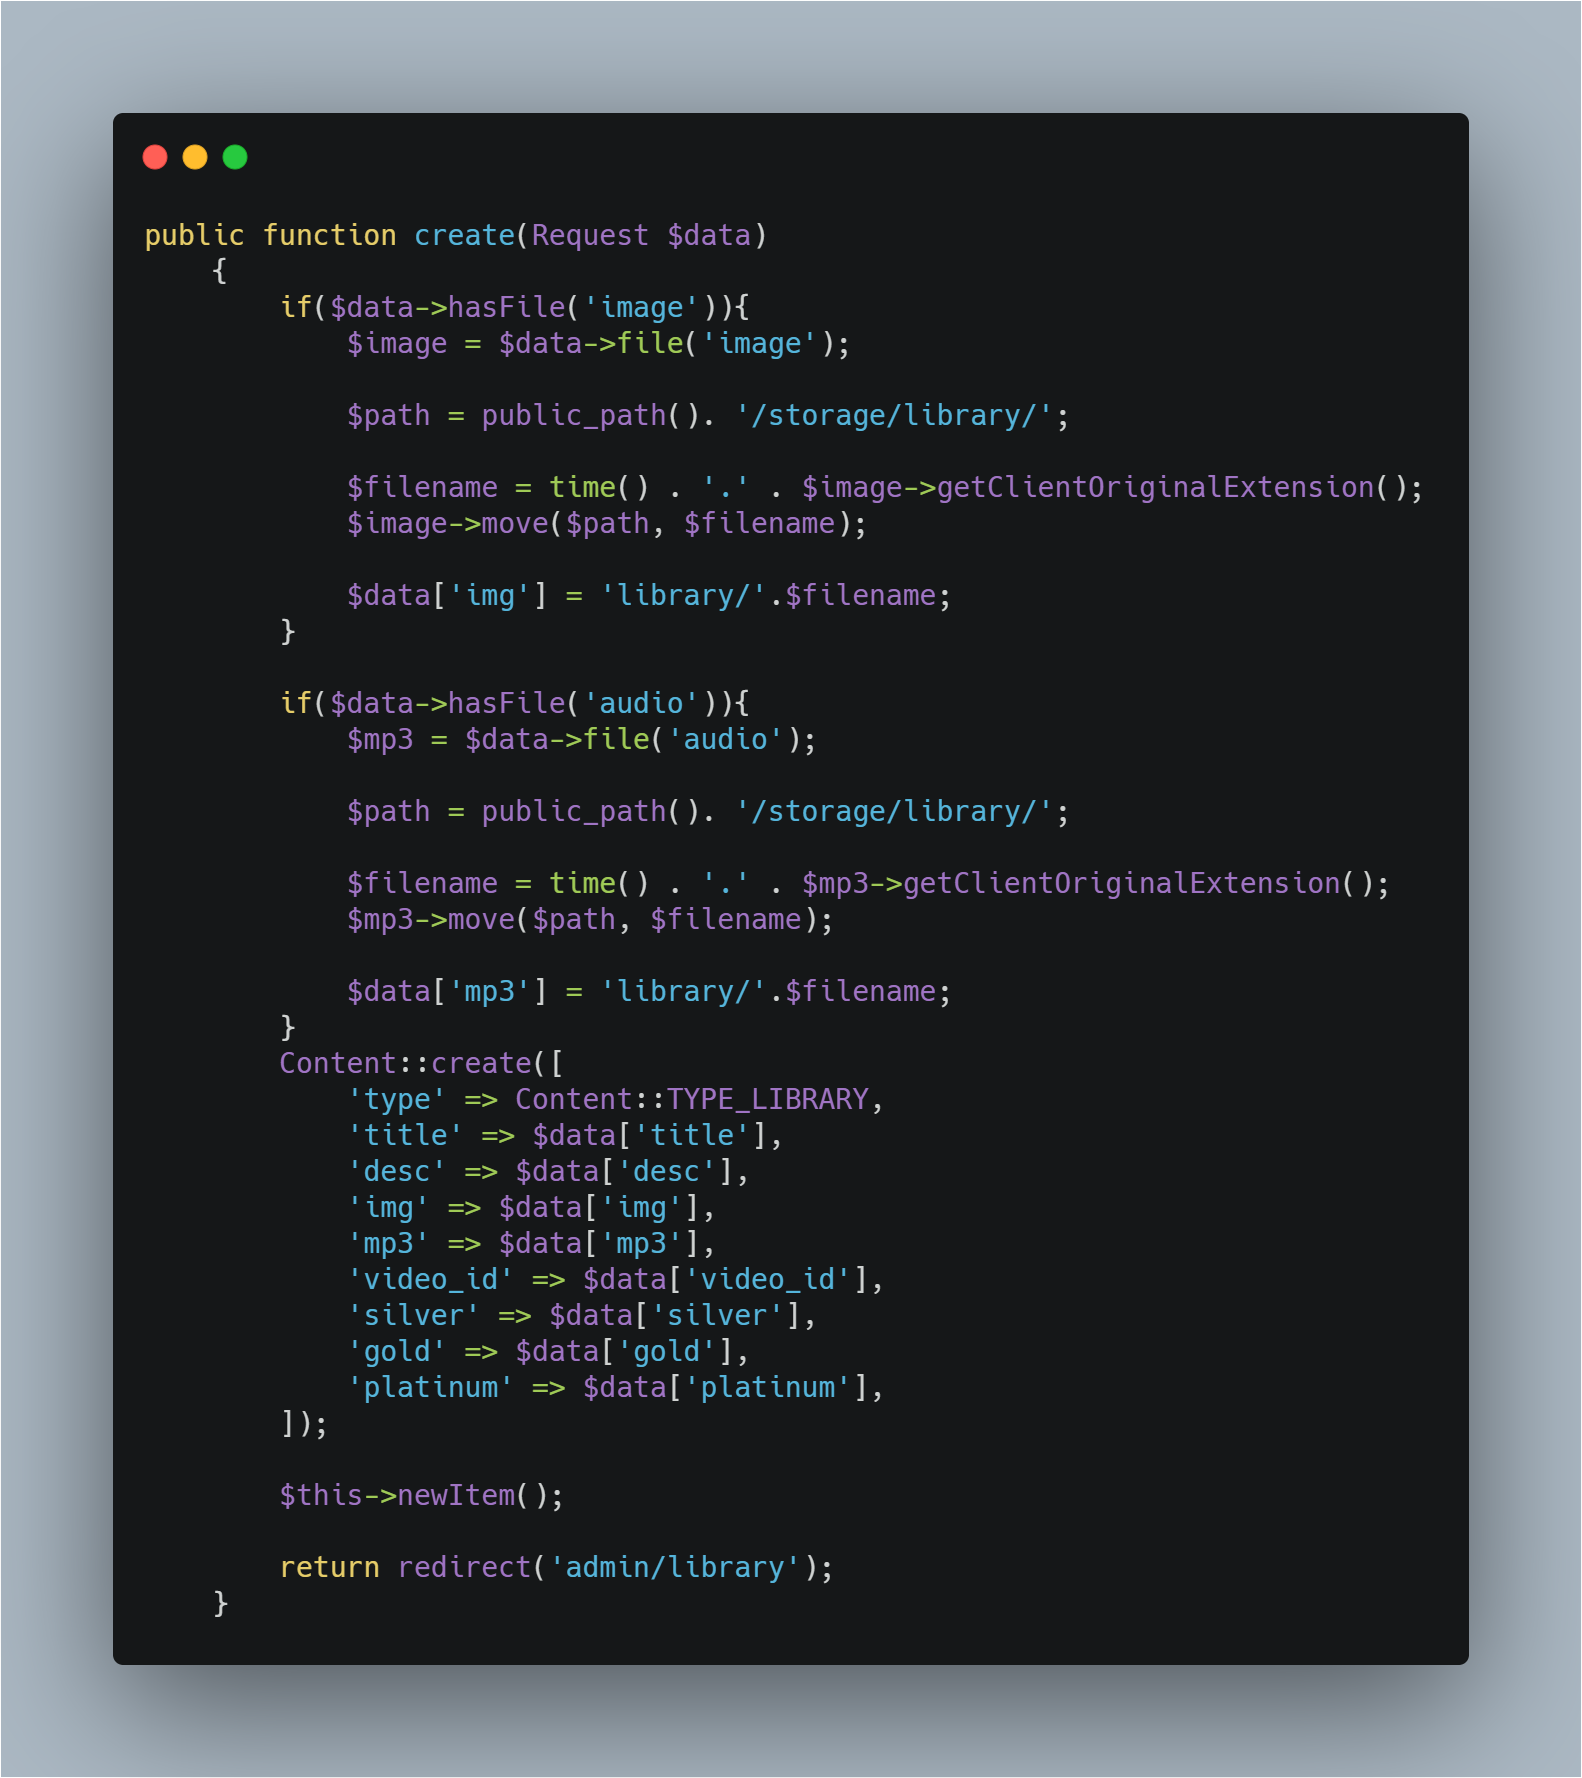 public function create(Request $data)
    {
        if($data->hasFile('image')){
            $image = $data->file('image');

            $path = public_path(). '/storage/library/';

            $filename = time() . '.' . $image->getClientOriginalExtension();
            $image->move($path, $filename);

            $data['img'] = 'library/'.$filename;
        }

        if($data->hasFile('audio')){
            $mp3 = $data->file('audio');

            $path = public_path(). '/storage/library/';

            $filename = time() . '.' . $mp3->getClientOriginalExtension();
            $mp3->move($path, $filename);

            $data['mp3'] = 'library/'.$filename;
        }
        Content::create([
            'type' => Content::TYPE_LIBRARY,
            'title' => $data['title'],
            'desc' => $data['desc'],
            'img' => $data['img'],
            'mp3' => $data['mp3'],
            'video_id' => $data['video_id'],
            'silver' => $data['silver'],
            'gold' => $data['gold'],
            'platinum' => $data['platinum'],
        ]);

        $this->newItem();

        return redirect('admin/library');
    }